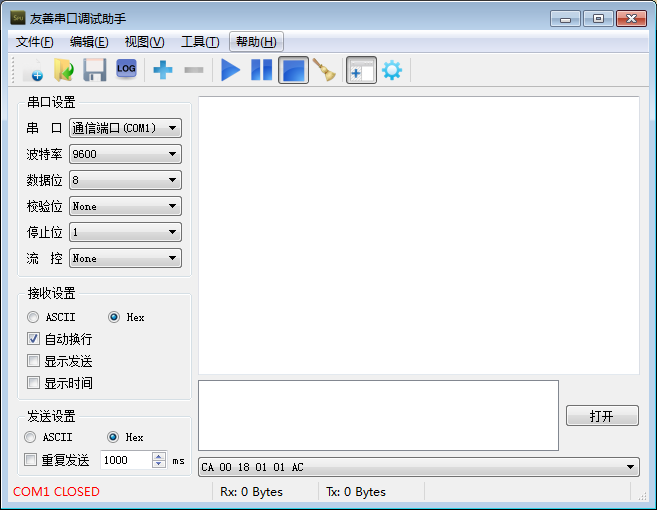 友善串口调试助手
文件(F) 编辑(E) 视图(V) 工具(T) 帮助(H)
LOG
串口设置
串 口 通信端口(COM1)
波特率 9600
数据位 8
校验位 None
停止位 1
流 控 None
接收设置
ASCII Hex
自动换行
显示发送
显示时间
发送设置
ASCII Hex
重复发送 1000 ms
打开
CA 00 18 01 01 AC
COM1 CLOSED Rx: 0 Bytes Tx: 0 Bytes